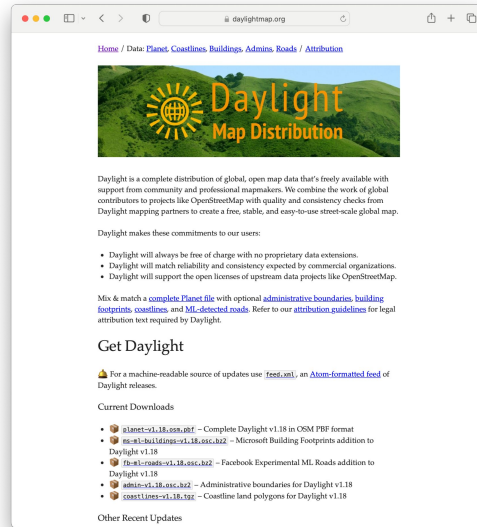 daylightmap.org
Home / Data: Planet, Coastlines, Buildings, Admins, Roads / Attribution
Daylight
Map Distribution
Daylight is a complete distribution of global, open map data that's freely available with
support from community and professional mapmakers. We combine the work of global
contributors to projects like OpenStreetMap with quality and consistency checks from
Daylight mapping partners to create a free, stable, and easy-to-use street-scale global map.
Daylight makes these commitments to our users:
• Daylight will always be free of charge with no proprietary data extensions.
• Daylight will match reliability and consistency expected by commercial organizations.
• Daylight will support the open licenses of upstream data projects like OpenStreetMap.
Mix & match a complete Planet file with optional administrative boundaries, building
footprints, coastlines, and ML-detected roads. Refer to our attribution guidelines for legal
attribution text required by Daylight.
Get Daylight
For a machine-readable source of updates use feed.xml, an Atom-formatted feed of
Daylight releases.
Current Downloads
• planet-v1.18.osm.pbf – Complete Daylight v1.18 in OSM PBF format
• ms-ml-buildings-v1.18.osc.bz2 – Microsoft Building Footprints addition to
Daylight v1.18
• fb-ml-roads-v1.18.osc.bz2 – Facebook Experimental ML Roads addition to
Daylight v1.18
• admin-v1.18.osc.bz2 – Administrative boundaries for Daylight v1.18
• coastlines-v1.18.tgz – Coastline land polygons for Daylight v1.18
Other Recent Updates